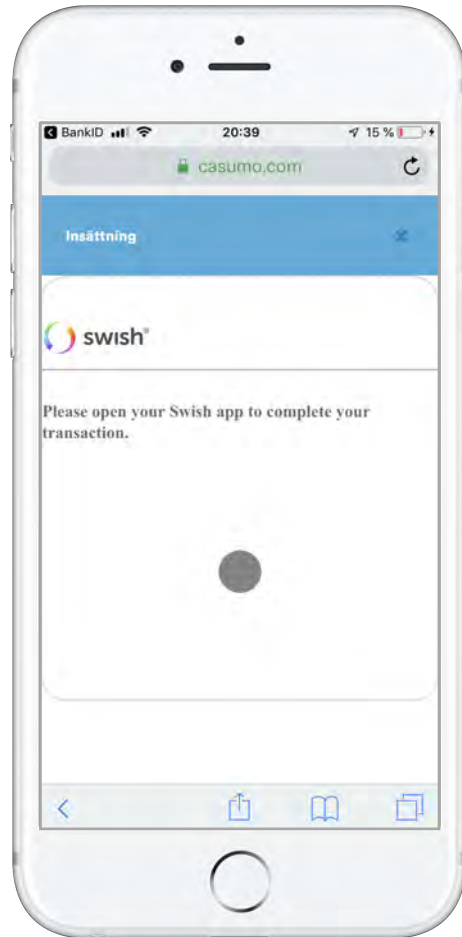 BankID
20:39
15 %
casumo.com
Insättning
swish®
Please open your Swish app to complete your
transaction.